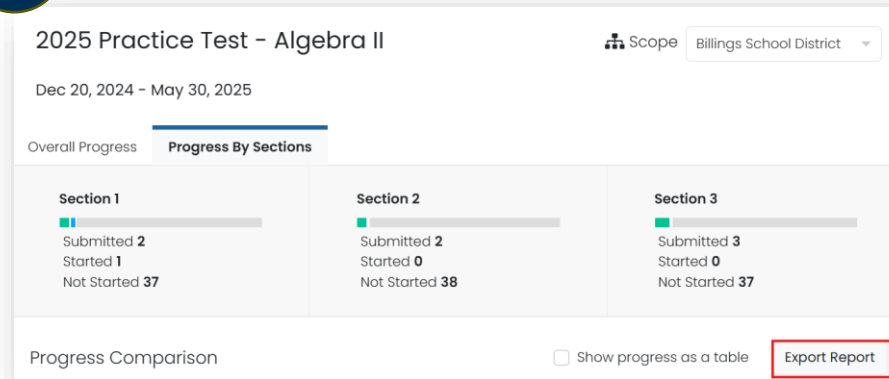 2025 Practice Test - Algebra II
Scope Billings School District
Dec 20, 2024 - May 30, 2025
Overall Progress Progress By Sections
Section 1 Section 2 Section 3
Submitted 2 Submitted 2 Submitted 3
Started 1 Started 0 Started 0
Not Started 37 Not Started 38 Not Started 37
Progress Comparison Show progress as a table Export Report